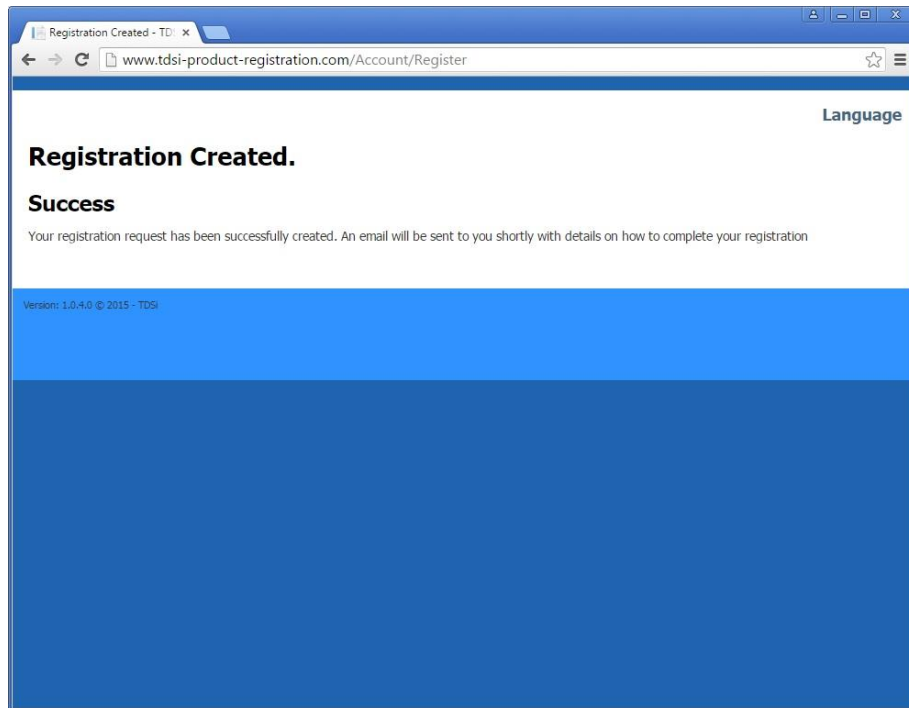 Registration Created - TD
www.tdsi-product-registration.com/Account/Register
Language
Registration Created.
Success
Your registration request has been successfully created. An email will be sent to you shortly with details on how to complete your registration
Version: 1.0.4.0 © 2015 - TDSi